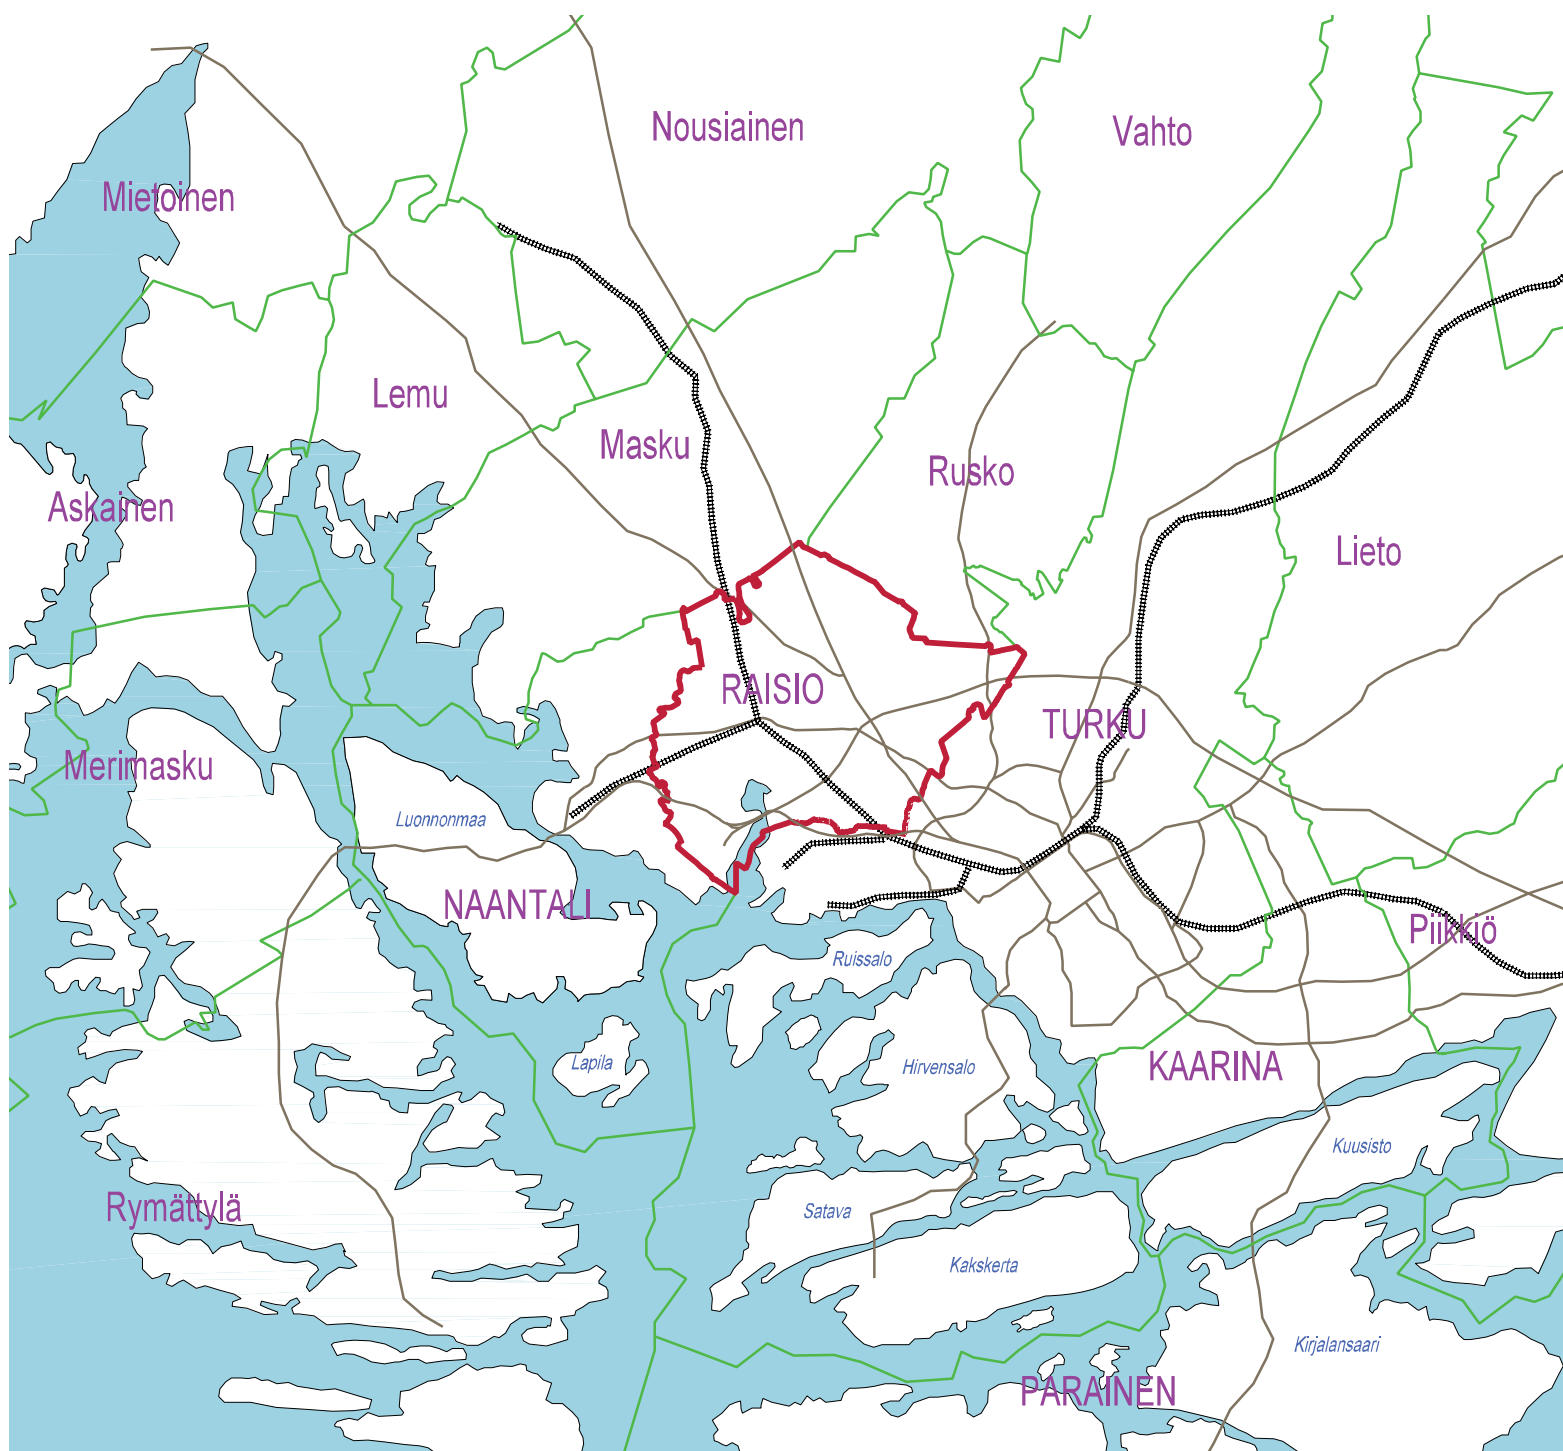 Nousiainen
Vahto
Mietoinen
Lemu
Masku
Rusko
Askainen
Lieto
RAISIO
TURKU
Merimasku
Luonnonmaa
NAANTALI
Piikkiö
Ruissalo
Lapila
Hirvensalo
KAARINA
Kuusisto
Rymättylä
Satava
Kakskerta
Kirjalansaari
PARAINEN